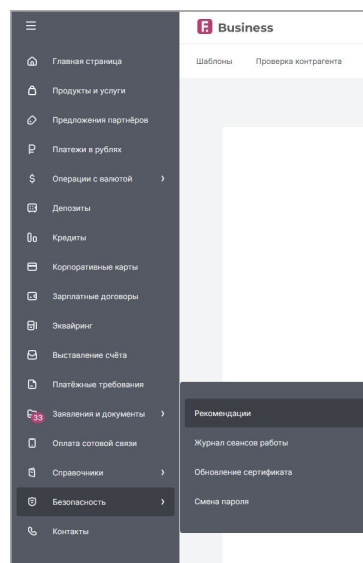 Business
Шаблоны Проверка контрагента
Главная страница
Продукты и услуги
Предложения партнёров
Платежи в рублях
Операции с валютой
Депозиты
Кредиты
Корпоративные карты
Зарплатные договоры
Эквайринг
Выставление счёта
Платёжные требования
33 Заявления и документы
Оплата сотовой связи
Справочники
Безопасность
Контакты
Рекомендации
Журнал сеансов работы
Обновление сертификата
Смена пароля